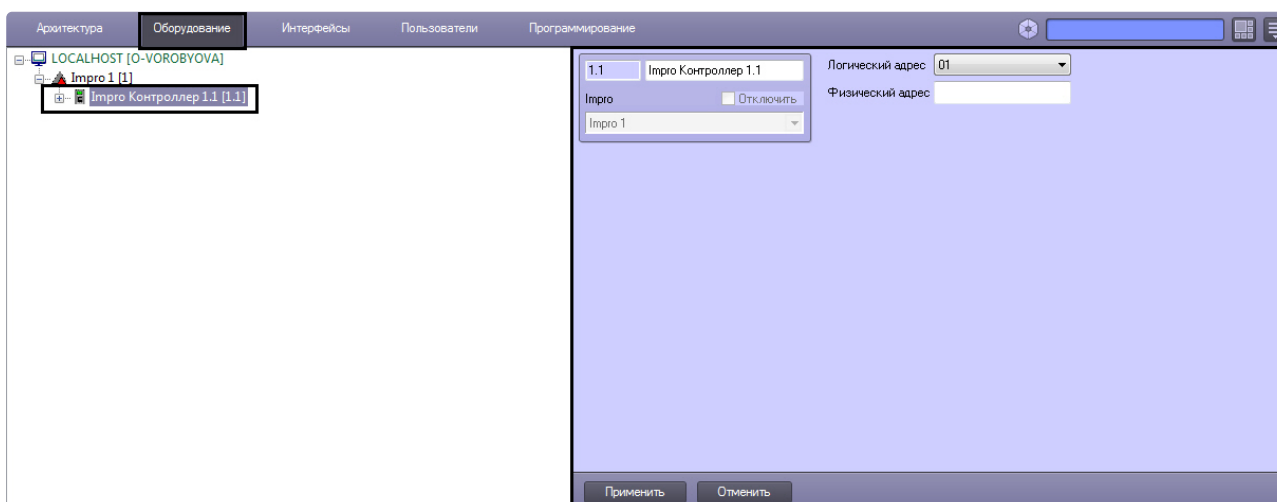 Архитектура Оборудование Интерфейсы Пользователи Программирование
LOCALHOST [O-VOROBYOVA]
Impro 1 [1]
Impro Контроллер 1.1 [1.1]
1.1 Impro Контроллер 1.1
Impro Отключить
Impro 1
Логический адрес 01
Физический адрес
Применить Отменить